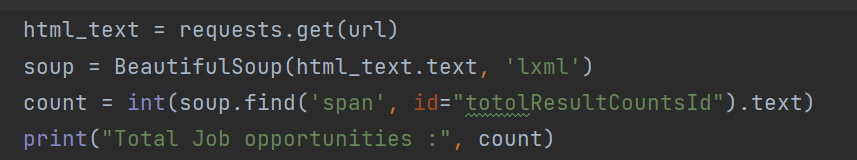 html_text = requests.get(url)
soup = BeautifulSoup(html_text.text, 'lxml')
count = int(soup.find('span', id="totolResultCountsId").text)
print("Total Job opportunities :", count)